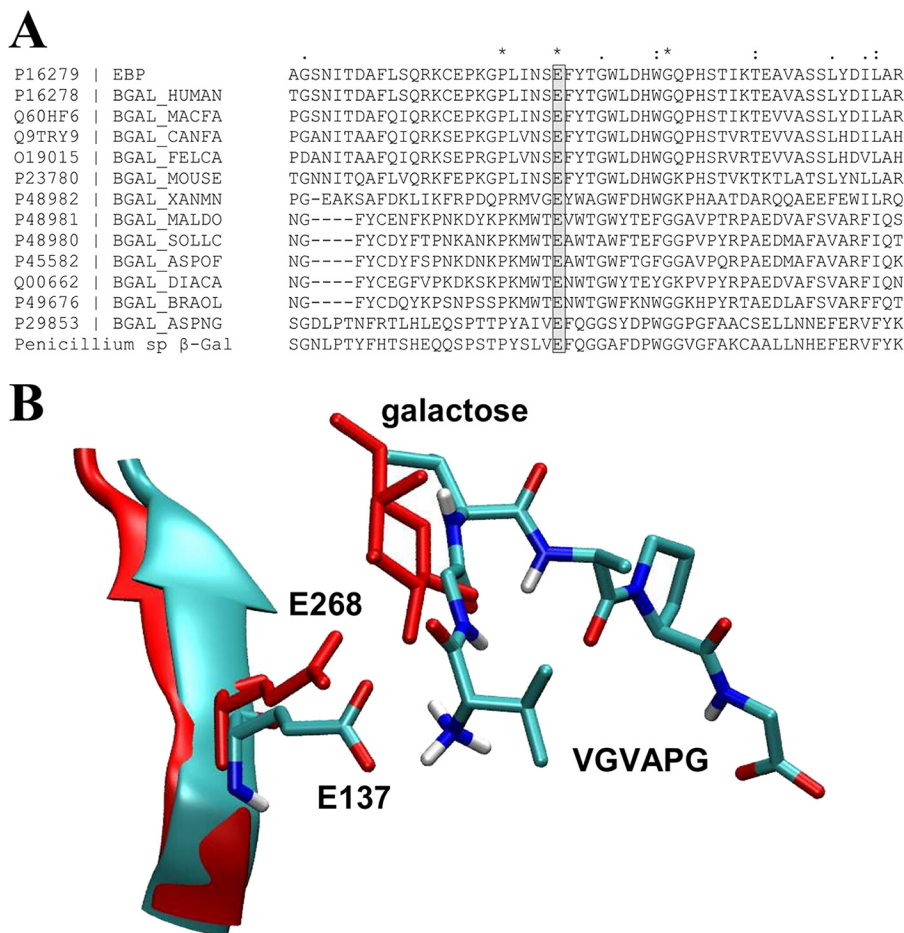 A
. * * . :* : .:
P16279 | EBP AGSNITDAFLSQRKCEPKGPLINSEFYTGWLDHWGQPHSTIKTEAVASSLYDILAR
P16278 | BGAL_HUMAN TGSNITDAFLSQRKCEPKGPLINSEFYTGWLDHWGQPHSTIKTEAVASSLYDILAR
Q60HF6 | BGAL_MACFA PGSNITDAFQIQRKCEPKGPLINSEFYTGWLDHWGQPHSTIKTEVVASSLYDILAR
Q9TRY9 | BGAL_CANFA PGANITAAFQIQRKSEPKGPLVNSEFYTGWLDHWGQPHSTVKTEVVASSLHDILAH
O19015 | BGAL_FELCA PDANITAAFQIQRKSEPKGPLVNSEFYTGWLDHWGQPHSRVRTEVVASSLHDVLAH
P23780 | BGAL_MOUSE TGNNITQAFLVQRKFEPKGPLINSEFYTGWLDHWGKPHSTVKTKTLATSLYNLLAR
P48982 | BGAL_XANMN PG-EAKSAFDKLIKFRPDQPRMVGEYWAGWFDHWGKPHAATDARQQAEEFEWILRQ
P48981 | BGAL_MALDO NG----FYCENFKPNKDYKPKMWTEVWTGWYTEFGGAVPTRPAEDVAFSVARFIQS
P48980 | BGAL_SOLLC NG----FYCDYFTPNKANKPKMWTEAWTAWFTEFGGPVPYRPAEDMAFAVARFIQT
P45582 | BGAL_ASPOF NG----FYCDYFSPNKDNKPKMWTEAWTGWFTGFGGAVPQRPAEDMAFAVARFIQK
Q00662 | BGAL_DIACA NG----FYCEGFVPKDKSKPKMWTENWTGWYTEYGKPVPYRPAEDVAFSVARFIQN
P49676 | BGAL_BRAOL NG----FYCDQYKPSNPSSPKMWTENWTGWFKNWGGKHPYRTAEDLAFSVARFFQT
P29853 | BGAL_ASPNG SGDLPTNFRTLHLEQSPTTPYAIVEFQGGSYDPWGGPGFAACSELLNNEFERVFYK
Penicillium sp β-Gal SGNLPTYFHTSHEQQSPSTPYSLVEFQGGAFDPWGGVGFAKCAALLNHEFERVFYK
B
galactose
E268
E137
VGVAPG